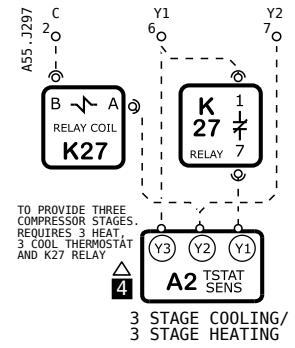 C
Y1
Y2
A55.J297
2
6
7
B
A
RELAY COIL
K27
K
27
1
7
RELAY
TO PROVIDE THREE
COMPRESSOR STAGES.
REQUIRES 3 HEAT,
3 COOL THERMOSTAT
AND K27 RELAY
4
Y3
Y2
Y1
A2
TSTAT
SENS
3 STAGE COOLING/
3 STAGE HEATING